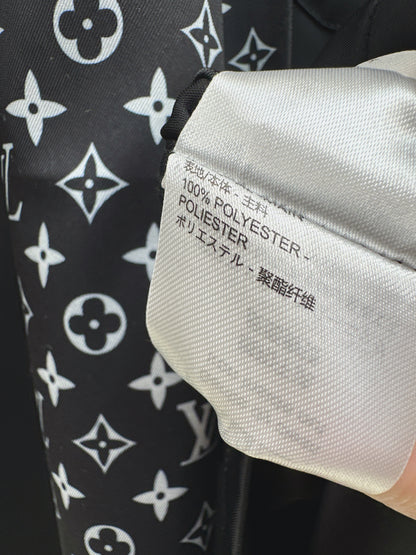 表地/本体 - 主料
100% POLYESTER -
POLIESTER
ポリエステル - 聚酯纤维